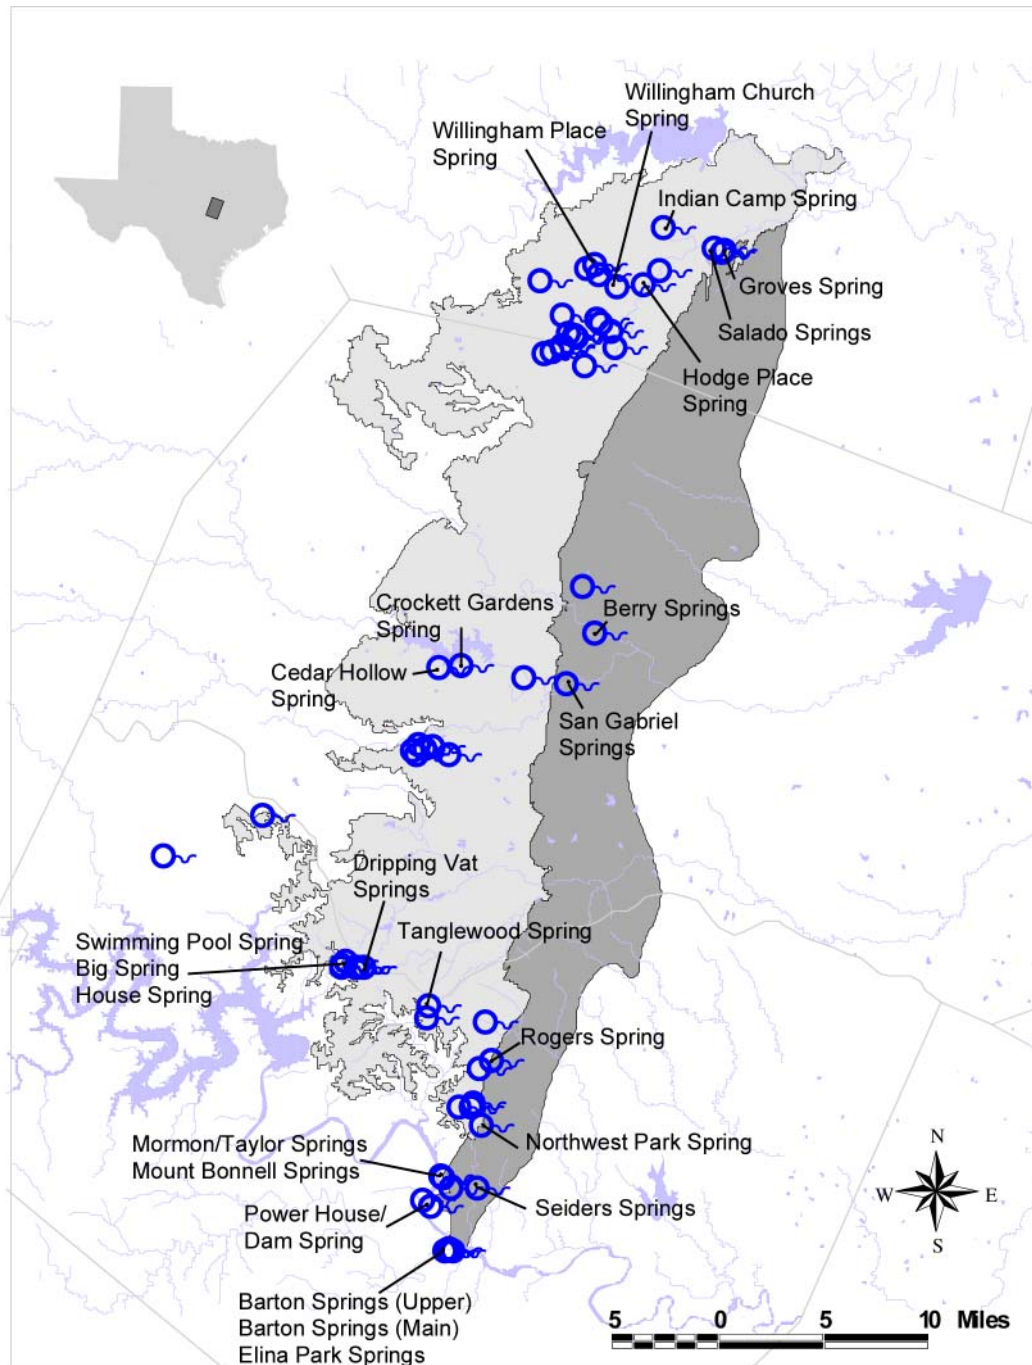 Willingham Church
Spring
Willingham Place
Spring
Indian Camp Spring
Groves Spring
Salado Springs
Hodge Place
Spring
Crockett Gardens
Spring
Berry Springs
Cedar Hollow
Spring
San Gabriel
Springs
Dripping Vat
Springs
Tanglewood Spring
Swimming Pool Spring
Big Spring
House Spring
Rogers Spring
Mormon/Taylor Springs
Mount Bonnell Springs
Northwest Park Spring
Power House/
Dam Spring
Seiders Springs
N
W E
S
Barton Springs (Upper)
Barton Springs (Main)
Elina Park Springs
5 0 5 10 Miles